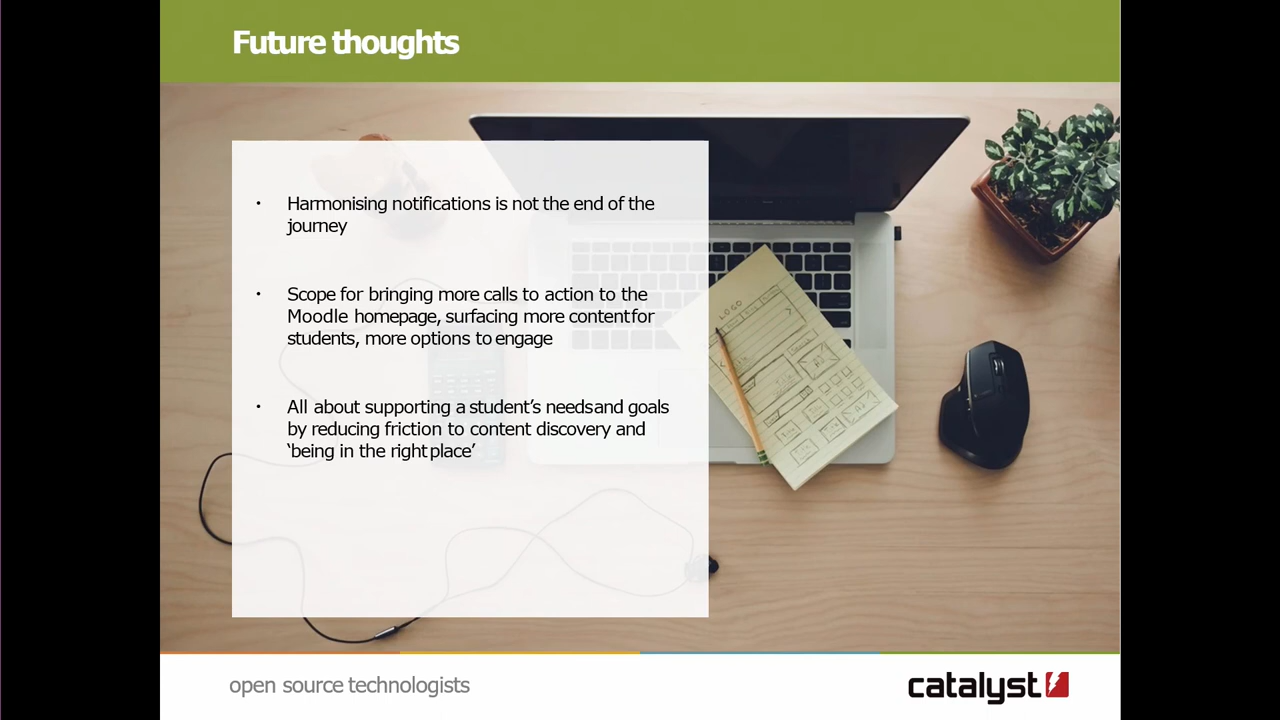 Future thoughts
• Harmonising notifications is not the end of the
journey
• Scope for bringing more calls to action to the
Moodle homepage, surfacing more content for
students, more options to engage
• All about supporting a student’s needs and goals
by reducing friction to content discovery and
‘being in the right place’
LOGO
open source technologists
catalyst